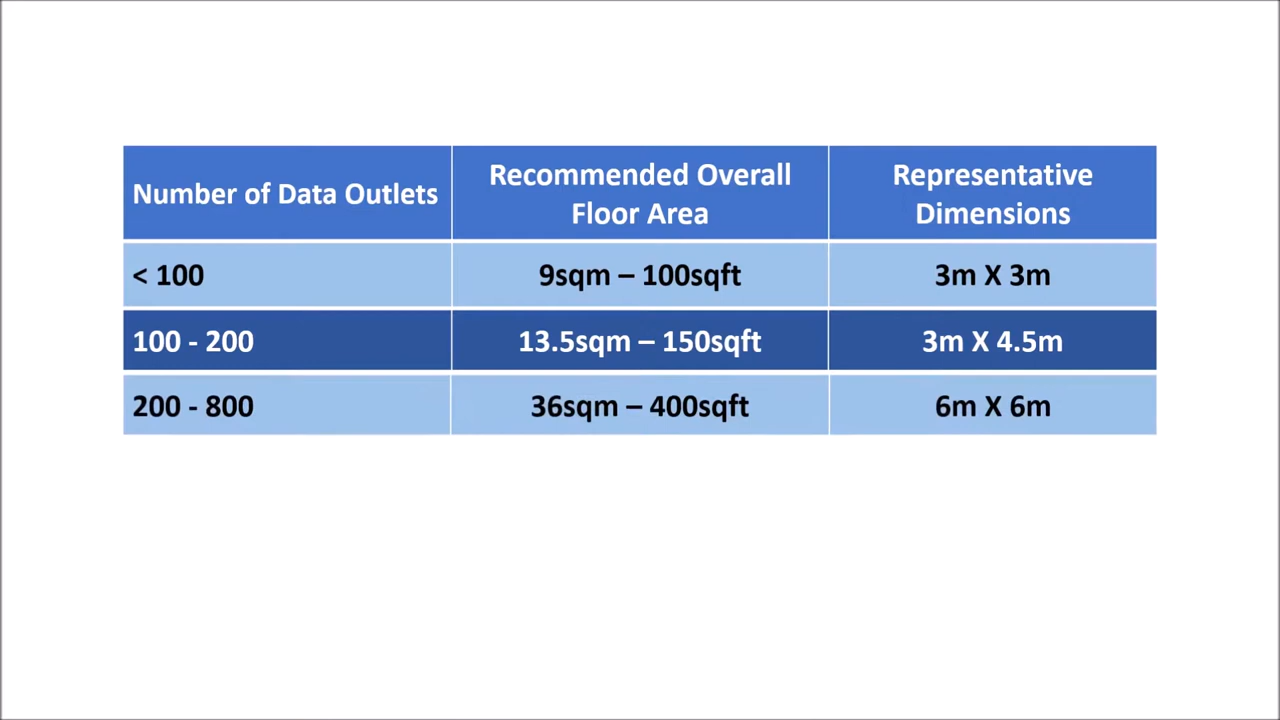 Number of Data Outlets
Recommended Overall
Floor Area
Representative
Dimensions
< 100
9sqm – 100sqft
3m X 3m
100 - 200
13.5sqm – 150sqft
3m X 4.5m
200 - 800
36sqm – 400sqft
6m X 6m